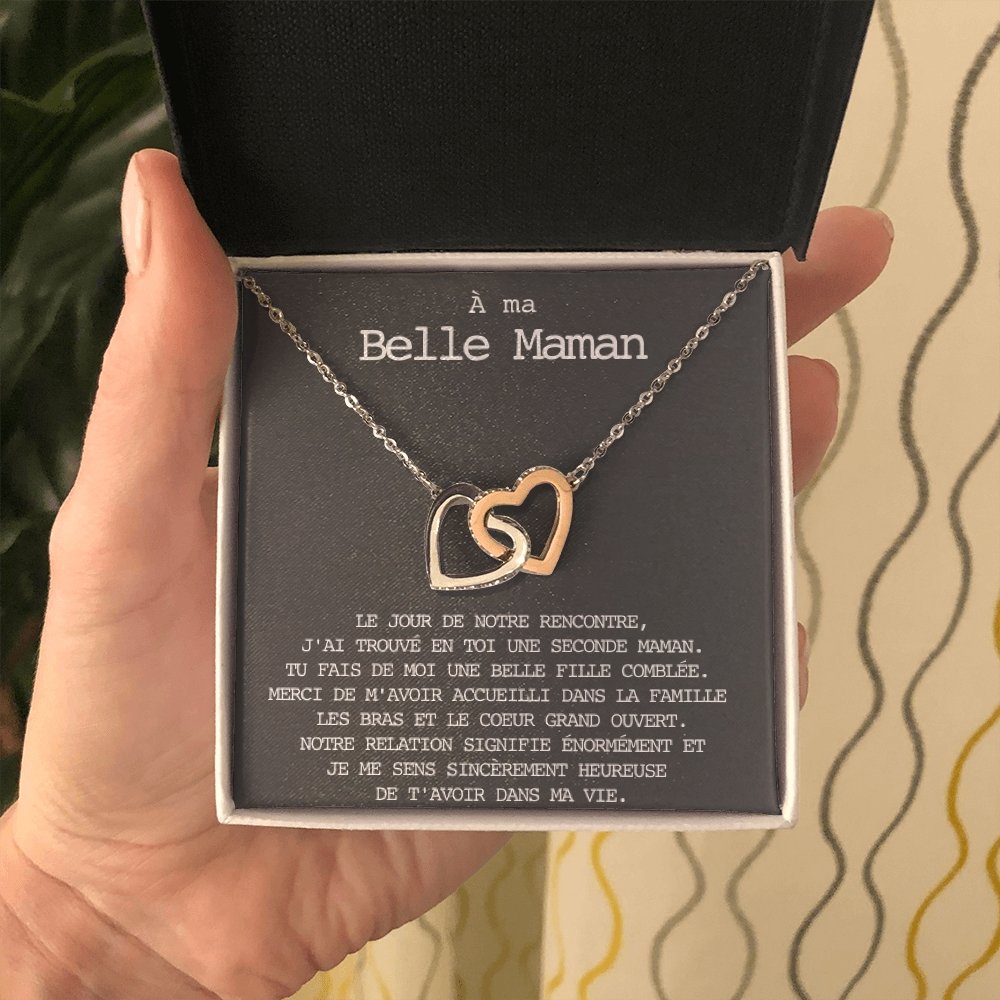 À ma
Belle Maman
LE JOUR DE NOTRE RENCONTRE,
J'AI TROUVÉ EN TOI UNE SECONDE MAMAN.
TU FAIS DE MOI UNE BELLE FILLE COMBLÉE.
MERCI DE M'AVOIR ACCUEILLI DANS LA FAMILLE
LES BRAS ET LE COEUR GRAND OUVERT.
NOTRE RELATION SIGNIFIE ÉNORMÉMENT ET
JE ME SENS SINCÈREMENT HEUREUSE
DE T'AVOIR DANS MA VIE.